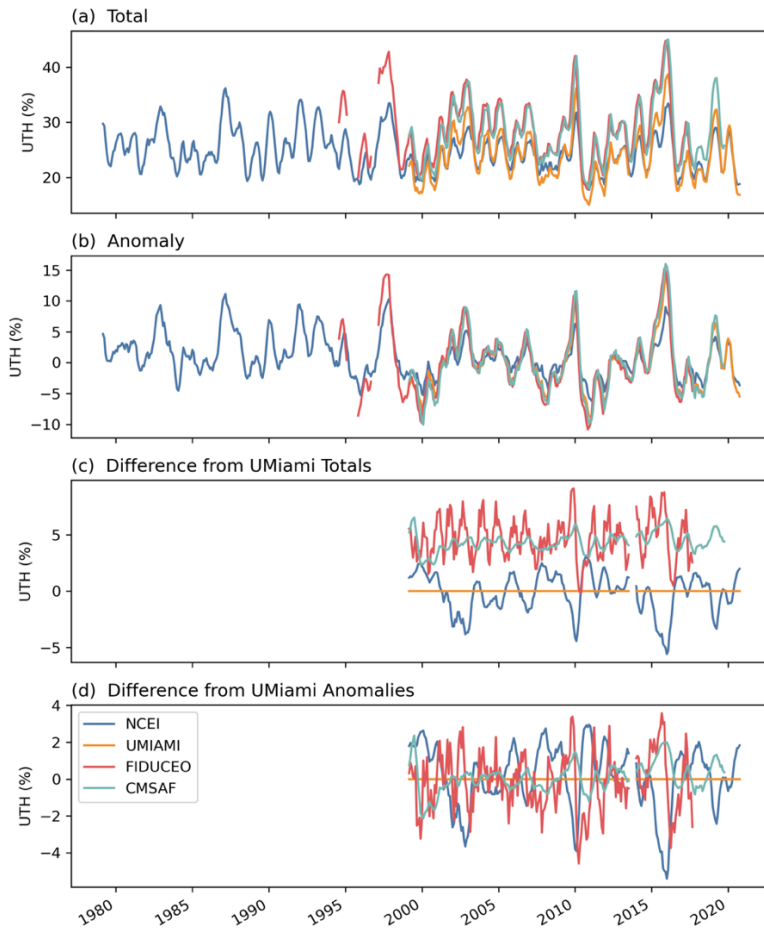 (a) Total
UTH (%)
40
30
20
(b) Anomaly
UTH (%)
15
10
5
0
−5
−10
(c) Difference from UMiami Totals
UTH (%)
5
0
−5
(d) Difference from UMiami Anomalies
UTH (%)
4
2
0
−2
−4
NCEI
UMIAMI
FIDUCEO
CMSAF
1980
1985
1990
1995
2000
2005
2010
2015
2020